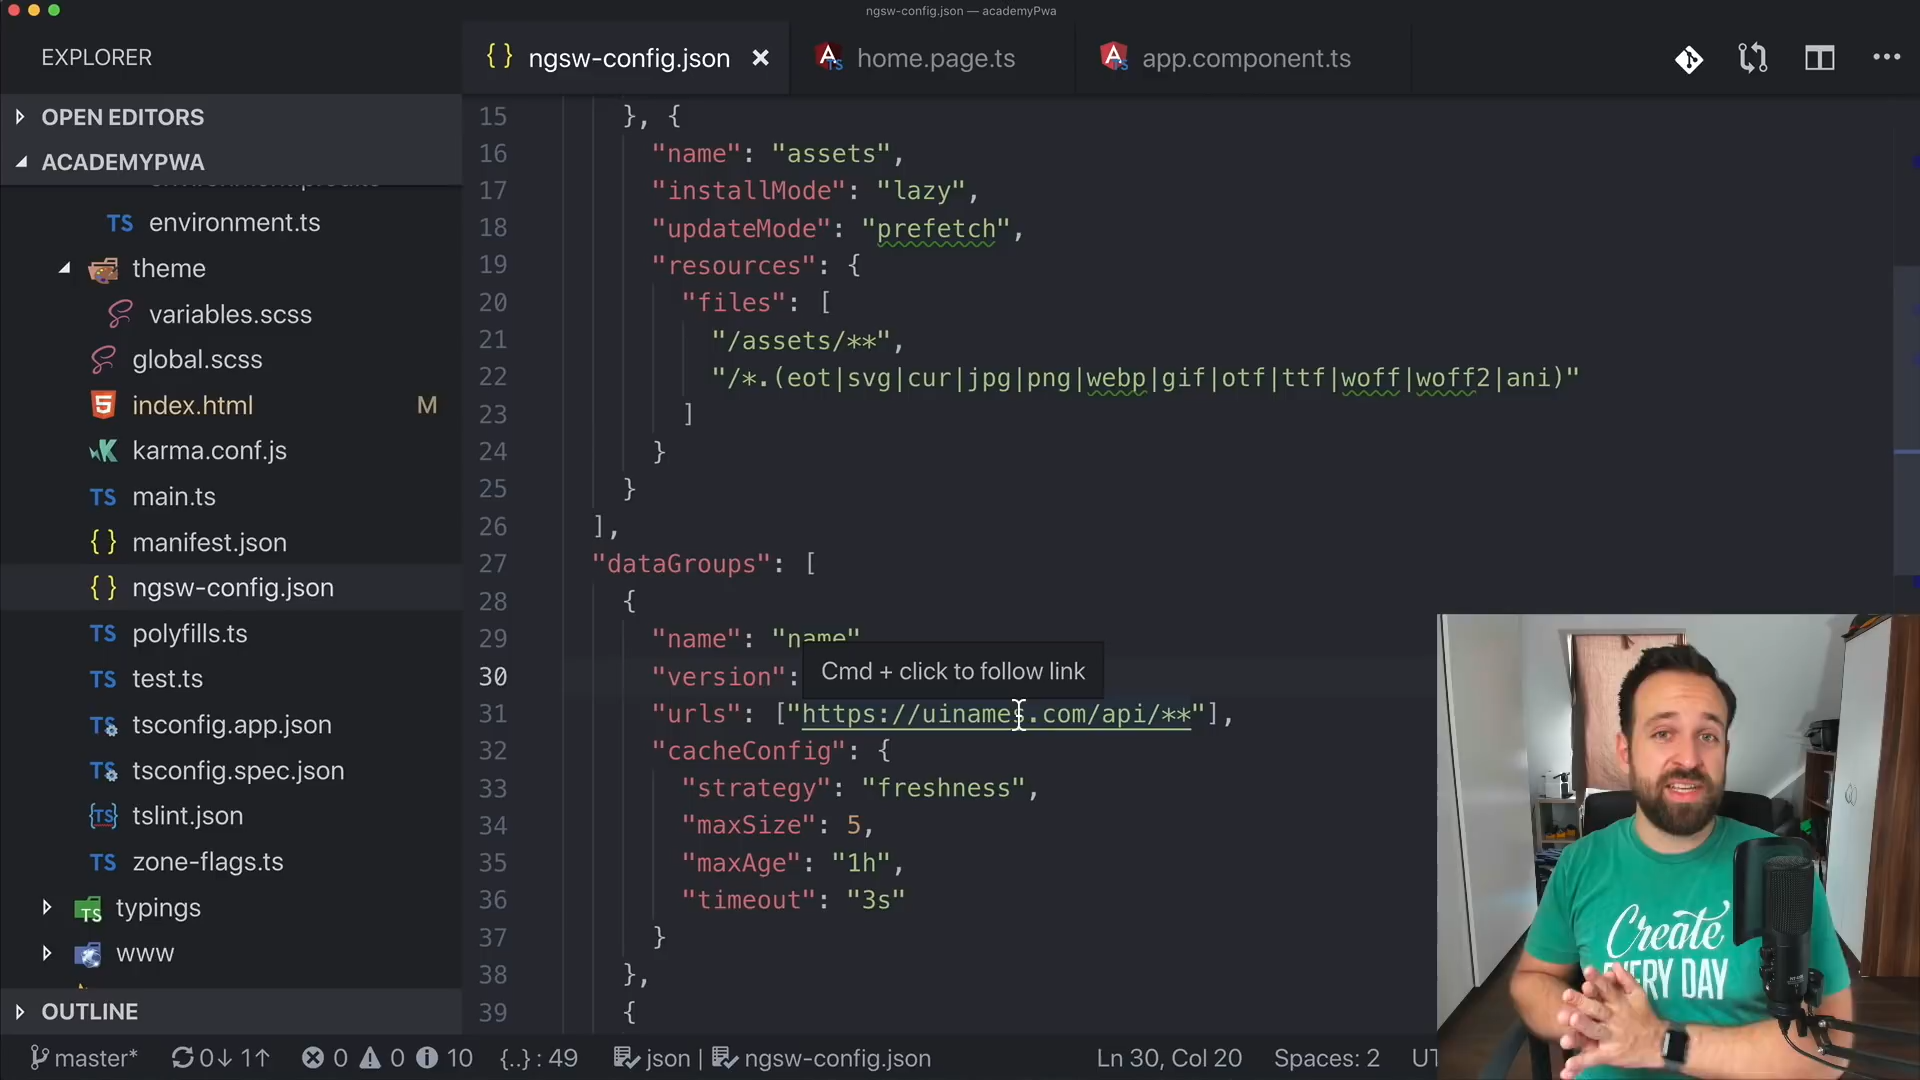 ngsw-config.json — academyPwa
EXPLORER
ngsw-config.json
home.page.ts
app.component.ts
OPEN EDITORS
ACADEMYPWA
TS environment.ts
theme
variables.scss
global.scss
5 index.html M
K karma.conf.js
TS main.ts
{ } manifest.json
{ } ngsw-config.json
TS polyfills.ts
TS test.ts
TS tsconfig.app.json
TS tsconfig.spec.json
{TS} tslint.json
TS zone-flags.ts
TS typings
www
OUTLINE
15 }, {
16 "name": "assets",
17 "installMode": "lazy",
18 "updateMode": "prefetch",
19 "resources": {
20 "files": [
21 "/assets/**",
22 "/*.(eot|svg|cur|jpg|png|webp|gif|otf|ttf|woff|woff2|ani)"
23 ]
24 }
25 }
26 ],
27 "dataGroups": [
28 {
29 "name": "name"
30 "version":
Cmd + click to follow link
31 "urls": ["https://uinames.com/api/**"],
32 "cacheConfig": {
33 "strategy": "freshness",
34 "maxSize": 5,
35 "maxAge": "1h",
36 "timeout": "3s"
37 }
38 },
39 {
Create
EVERY DAY
master* 0↓ 1↑ 0 0 10 {..} : 49 json | ngsw-config.json Ln 30, Col 20 Spaces: 2